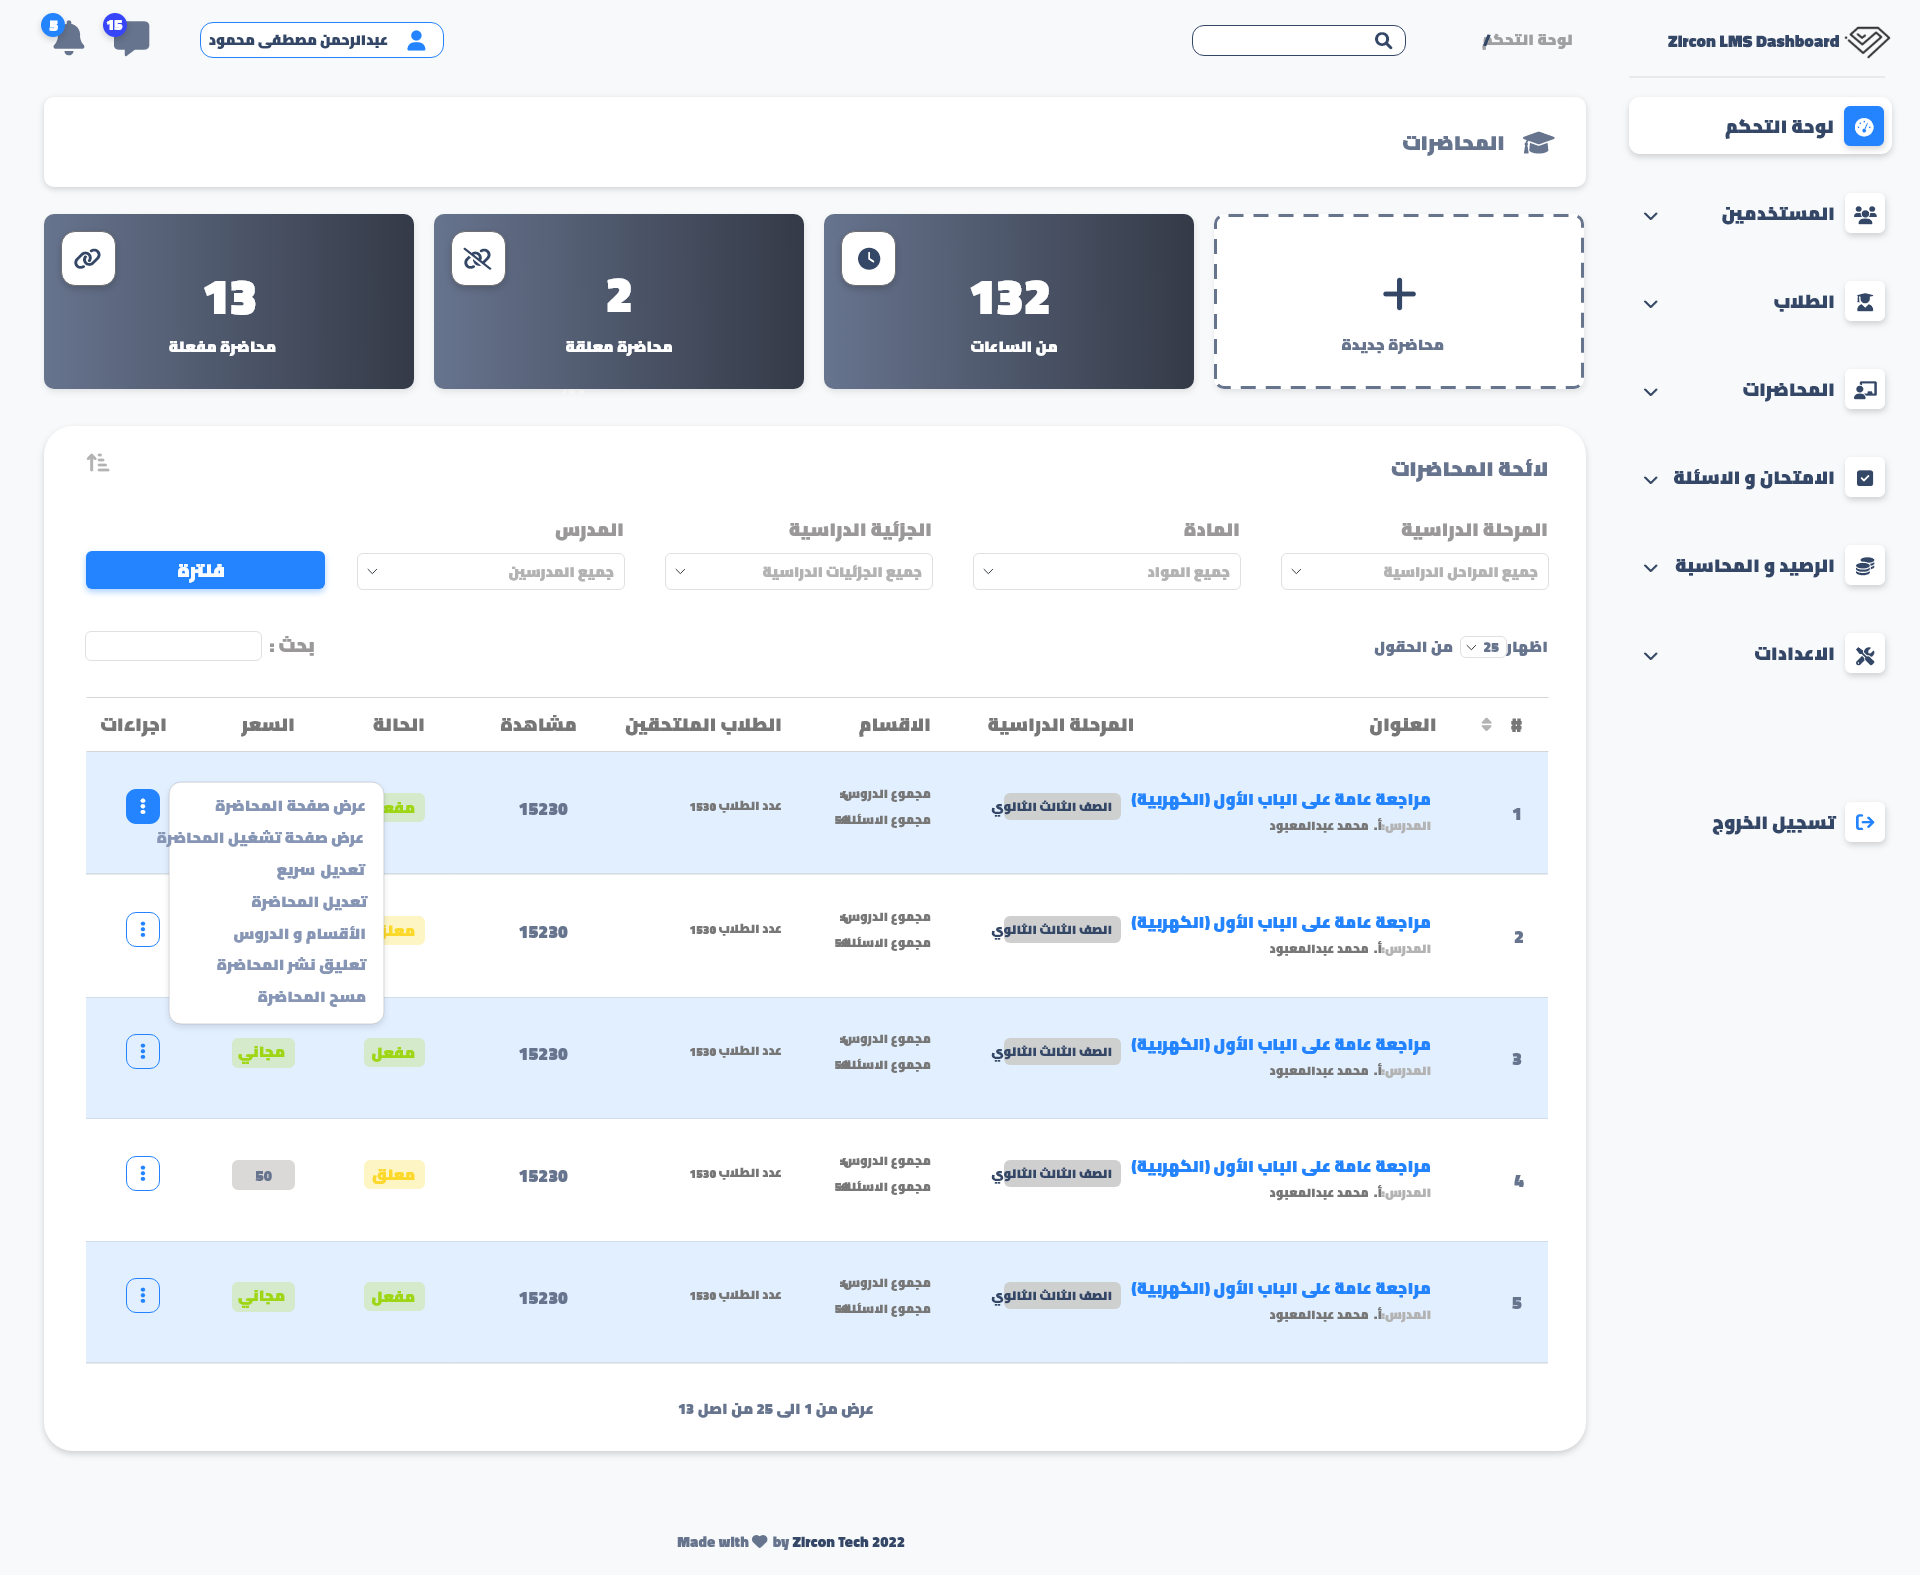 Zircon LMS Dashboard
لوحة التحكم /
عبدالرحمن مصطفى محمود
15
5
لوحة التحكم
المستخدمين
الطلاب
المحاضرات
الامتحان و الاسئلة
الرصيد و المحاسبة
الاعدادات
تسجيل الخروج
المحاضرات
محاضرة جديدة
132
من الساعات
2
محاضرة معلقة
13
محاضرة مفعلة
لائحة المحاضرات
المرحلة الدراسية
المادة
الجزئية الدراسية
المدرس
جميع المراحل الدراسية
جميع المواد
جميع الجزئيات الدراسية
جميع المدرسين
فلترة
اظهار 25 من الحقول
بحث :
# العنوان المرحلة الدراسية الاقسام الطلاب الملتحقين مشاهدة الحالة السعر اجراءات
1
مراجعة عامة على الباب الأول (الكهربية)
المدرس: أ. محمد عبدالمعبود
الصف الثالث الثانوي
مجموع الدروس:
مجموع الاسئلة
عدد الطلاب 1530
15230
مفعل
عرض صفحة المحاضرة
عرض صفحة تشغيل المحاضرة
تعديل سريع
تعديل المحاضرة
الأقسام و الدروس
تعليق نشر المحاضرة
مسح المحاضرة
2
مراجعة عامة على الباب الأول (الكهربية)
المدرس: أ. محمد عبدالمعبود
الصف الثالث الثانوي
مجموع الدروس:
مجموع الاسئلة
عدد الطلاب 1530
15230
معلق
3
مراجعة عامة على الباب الأول (الكهربية)
المدرس: أ. محمد عبدالمعبود
الصف الثالث الثانوي
مجموع الدروس:
مجموع الاسئلة
عدد الطلاب 1530
15230
مفعل
مجاني
4
مراجعة عامة على الباب الأول (الكهربية)
المدرس: أ. محمد عبدالمعبود
الصف الثالث الثانوي
مجموع الدروس:
مجموع الاسئلة
عدد الطلاب 1530
15230
معلق
50
5
مراجعة عامة على الباب الأول (الكهربية)
المدرس: أ. محمد عبدالمعبود
الصف الثالث الثانوي
مجموع الدروس:
مجموع الاسئلة
عدد الطلاب 1530
15230
مفعل
مجاني
عرض من 1 الى 25 من اصل 13
Made with by Zircon Tech 2022